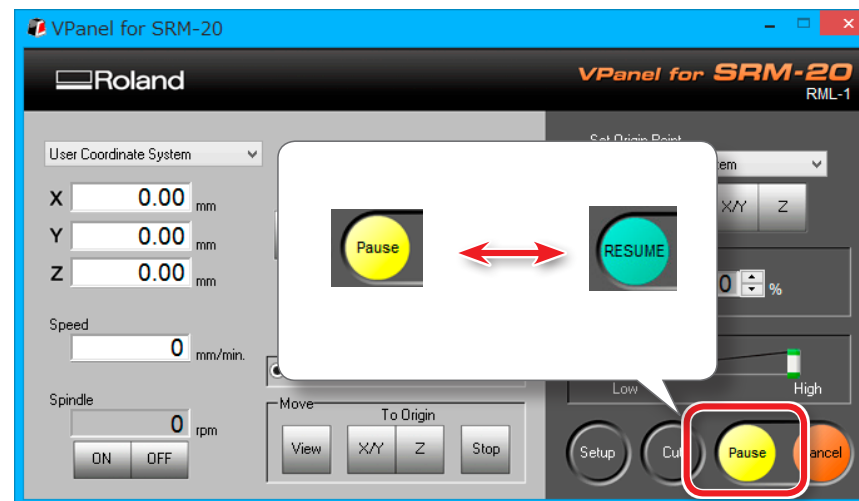 VPanel for SRM-20
Roland
VPanel for SRM-20
RML-1
User Coordinate System
X 0.00 mm
Y 0.00 mm
Z 0.00 mm
Speed
0 mm/min.
Spindle
0 rpm
ON OFF
Pause RESUME
Move
To Origin
View X/Y Z Stop
Set Origin Point
X/Y Z
%
Low High
Setup Pause